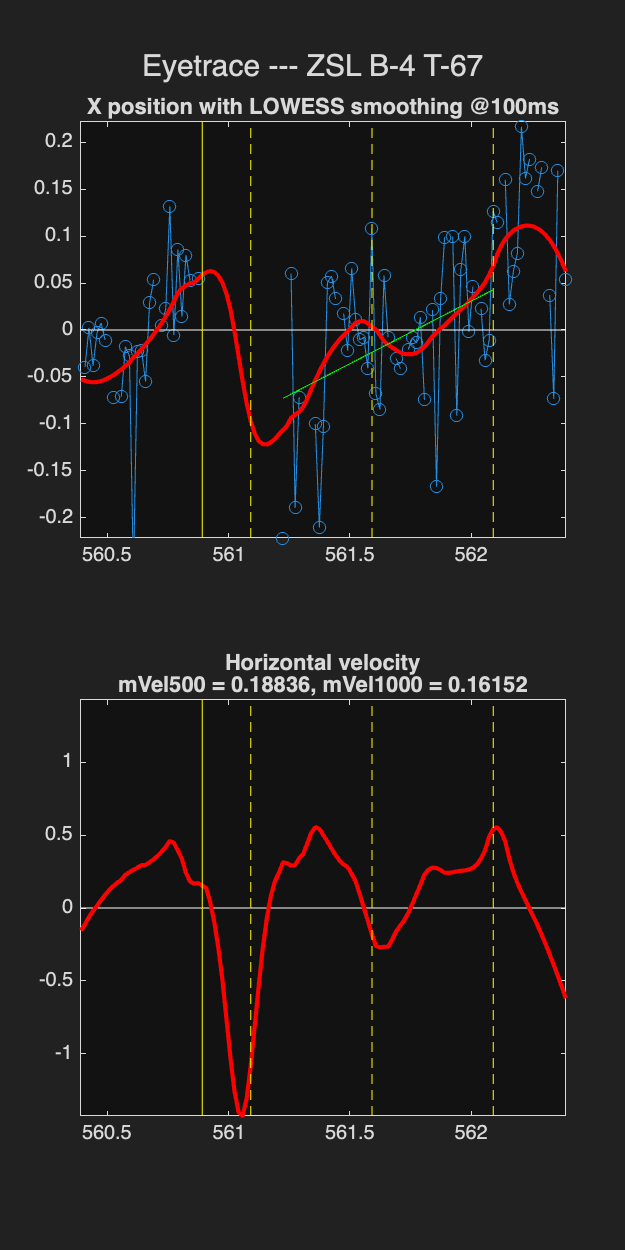 Eyetrace --- ZSL B-4 T-67
X position with LOWESS smoothing @100ms
0.2
0.15
0.1
0.05
0
-0.05
-0.1
-0.15
-0.2
560.5 561 561.5 562
Horizontal velocity
mVel500 = 0.18836, mVel1000 = 0.16152
1
0.5
0
-0.5
-1
560.5 561 561.5 562